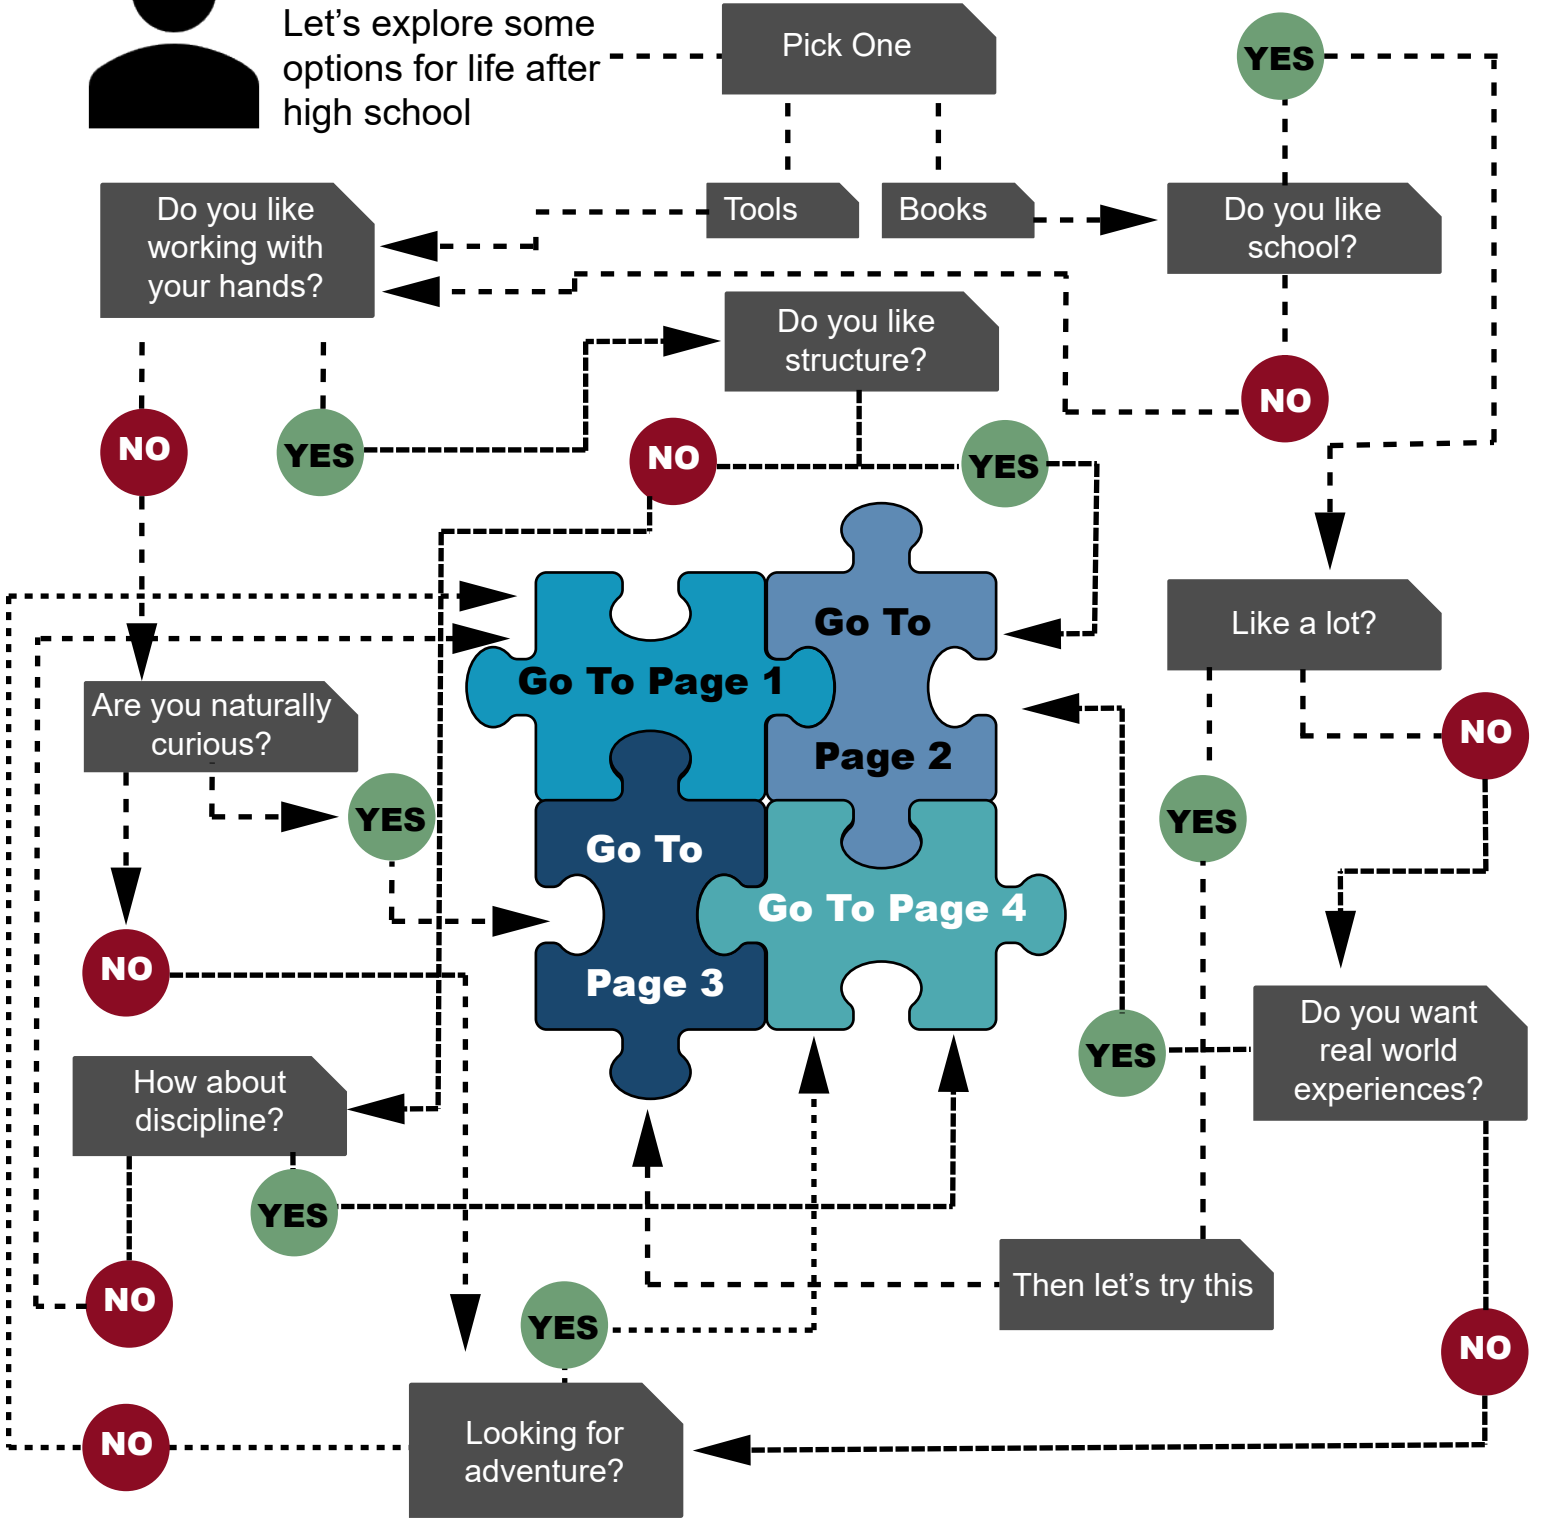 Let’s explore some
options for life after
high school
Pick One
YES
Tools
Books
Do you like
working with
your hands?
Do you like
school?
Do you like
structure?
NO
NO
YES
NO
YES
Go To
Page 2
Go To Page 1
Like a lot?
Are you naturally
curious?
NO
YES
YES
Go To
Page 3
Go To Page 4
NO
Do you want
real world
experiences?
YES
How about
discipline?
YES
NO
Then let’s try this
YES
NO
NO
Looking for
adventure?